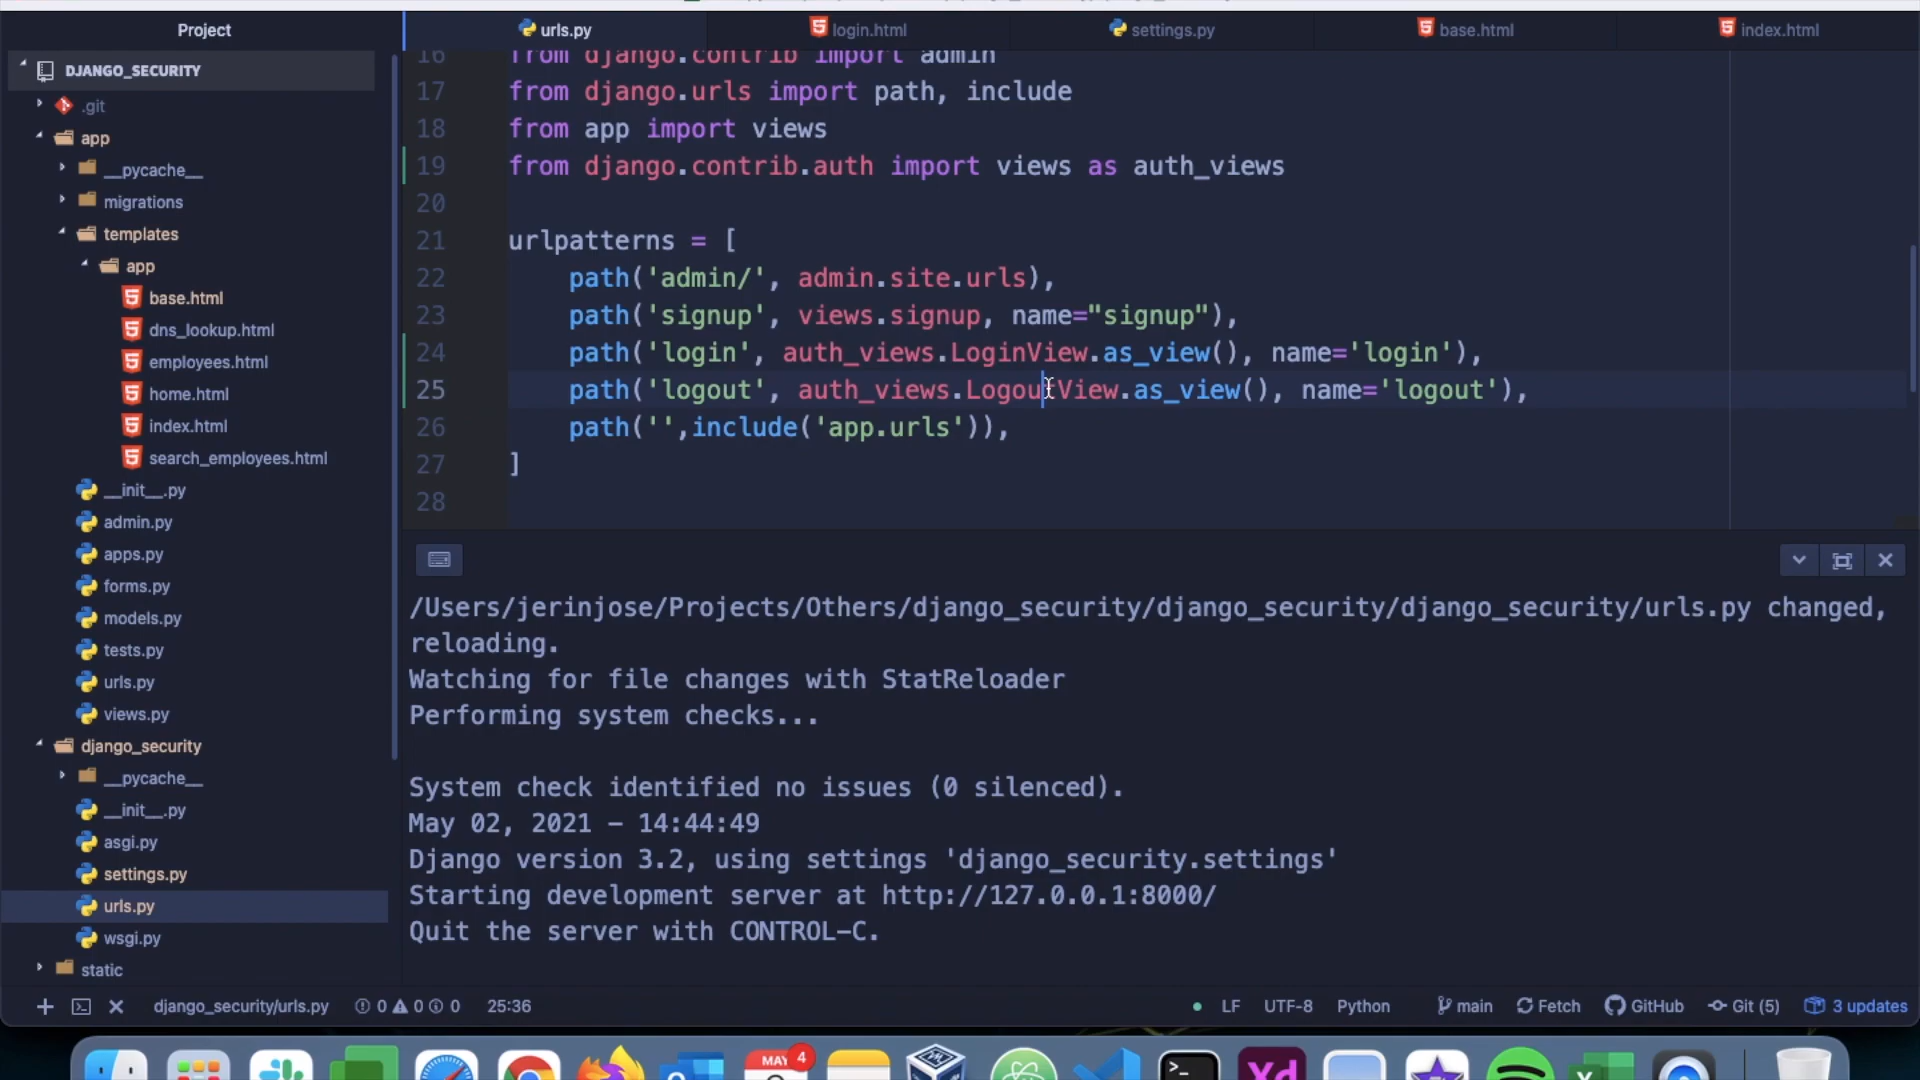 Project
urls.py
login.html
settings.py
base.html
index.html
DJANGO_SECURITY
.git
app
__pycache__
migrations
templates
app
base.html
dns_lookup.html
employees.html
home.html
index.html
search_employees.html
__init__.py
admin.py
apps.py
forms.py
models.py
tests.py
urls.py
views.py
django_security
__pycache__
__init__.py
asgi.py
settings.py
urls.py
wsgi.py
static
16 from django.contrib import admin
17 from django.urls import path, include
18 from app import views
19 from django.contrib.auth import views as auth_views
20
21 urlpatterns = [
22 path('admin/', admin.site.urls),
23 path('signup', views.signup, name="signup"),
24 path('login', auth_views.LoginView.as_view(), name='login'),
25 path('logout', auth_views.LogoutView.as_view(), name='logout'),
26 path('',include('app.urls')),
27 ]
28
/Users/jerinjose/Projects/Others/django_security/django_security/django_security/urls.py changed,
reloading.
Watching for file changes with StatReloader
Performing system checks...
System check identified no issues (0 silenced).
May 02, 2021 - 14:44:49
Django version 3.2, using settings 'django_security.settings'
Starting development server at http://127.0.0.1:8000/
Quit the server with CONTROL-C.
django_security/urls.py 0 0 0 25:36 LF UTF-8 Python main Fetch GitHub Git (5) 3 updates
MAY 4
Xd